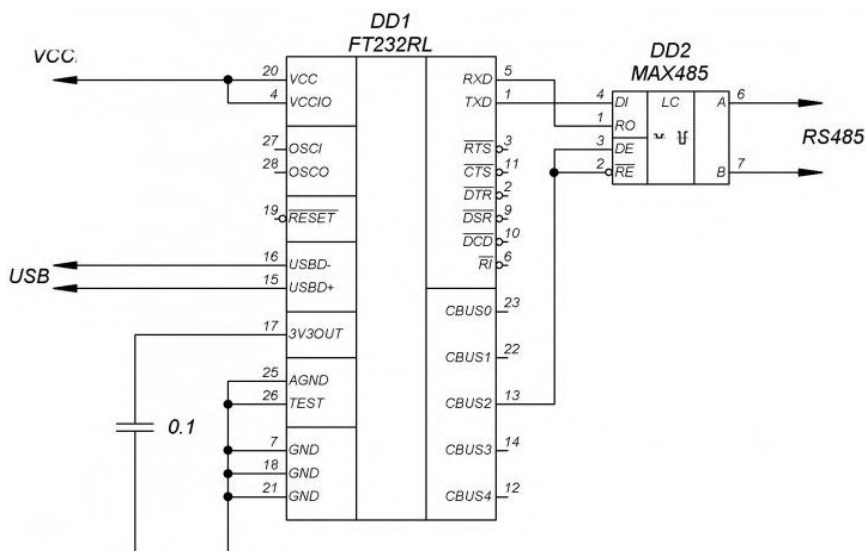 DD1
FT232RL
VCC
20 VCC
4 VCCIO
27 OSCI
28 OSCO
19 RESET
16 USBD-
USB
15 USBD+
17 3V3OUT
25 AGND
26 TEST
0.1
7 GND
18 GND
21 GND
RXD 5
TXD 1
RTS 3
CTS 11
DTR 2
DSR 9
DCD 10
RI 6
CBUS0 23
CBUS1 22
CBUS2 13
CBUS3 14
CBUS4 12
DD2
MAX485
4 DI LC A 6
1 RO
RS485
3 DE
2 RE B 7